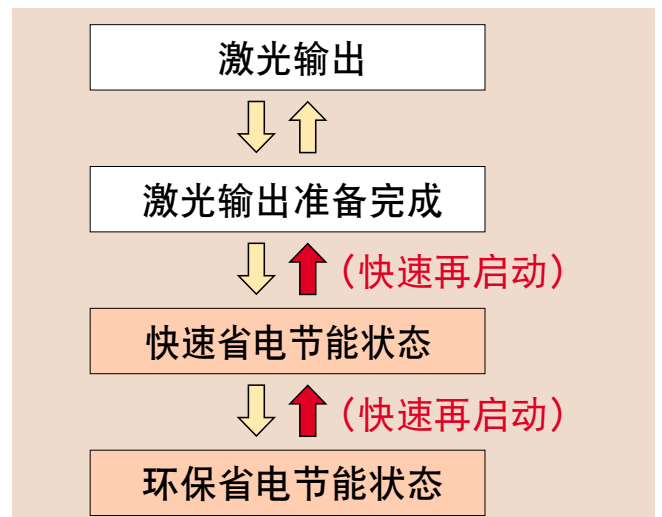 激光输出
激光输出准备完成
（快速再启动）
快速省电节能状态
（快速再启动）
环保省电节能状态